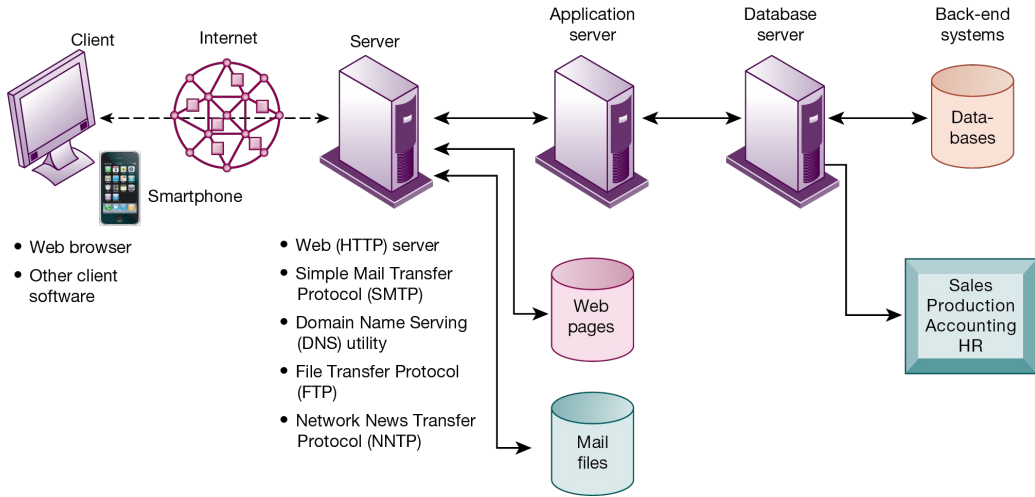 Client
Internet
Server
Application
server
Database
server
Back-end
systems
Data-
bases
Smartphone
• Web browser
• Other client
software
• Web (HTTP) server
• Simple Mail Transfer
Protocol (SMTP)
• Domain Name Serving
(DNS) utility
• File Transfer Protocol
(FTP)
• Network News Transfer
Protocol (NNTP)
Web
pages
Mail
files
Sales
Production
Accounting
HR